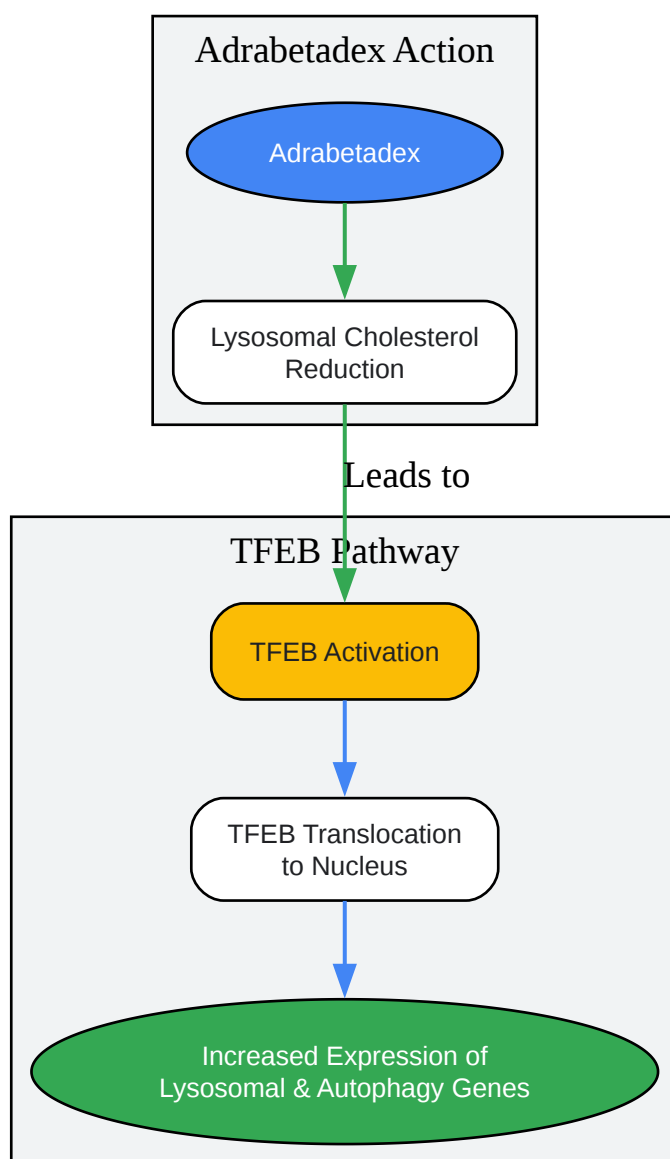 Adrabetadex Action
Adrabetadex
Lysosomal Cholesterol
Reduction
Leads to
TFEB Pathway
TFEB Activation
TFEB Translocation
to Nucleus
Increased Expression of
Lysosomal & Autophagy Genes